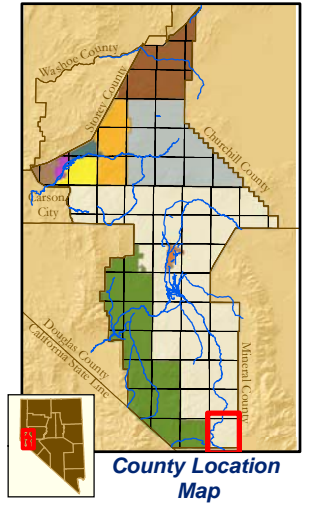 Washoe County
Storey County
Churchill County
Carson
City
Douglas County
California State Line
Mineral County
County Location
Map